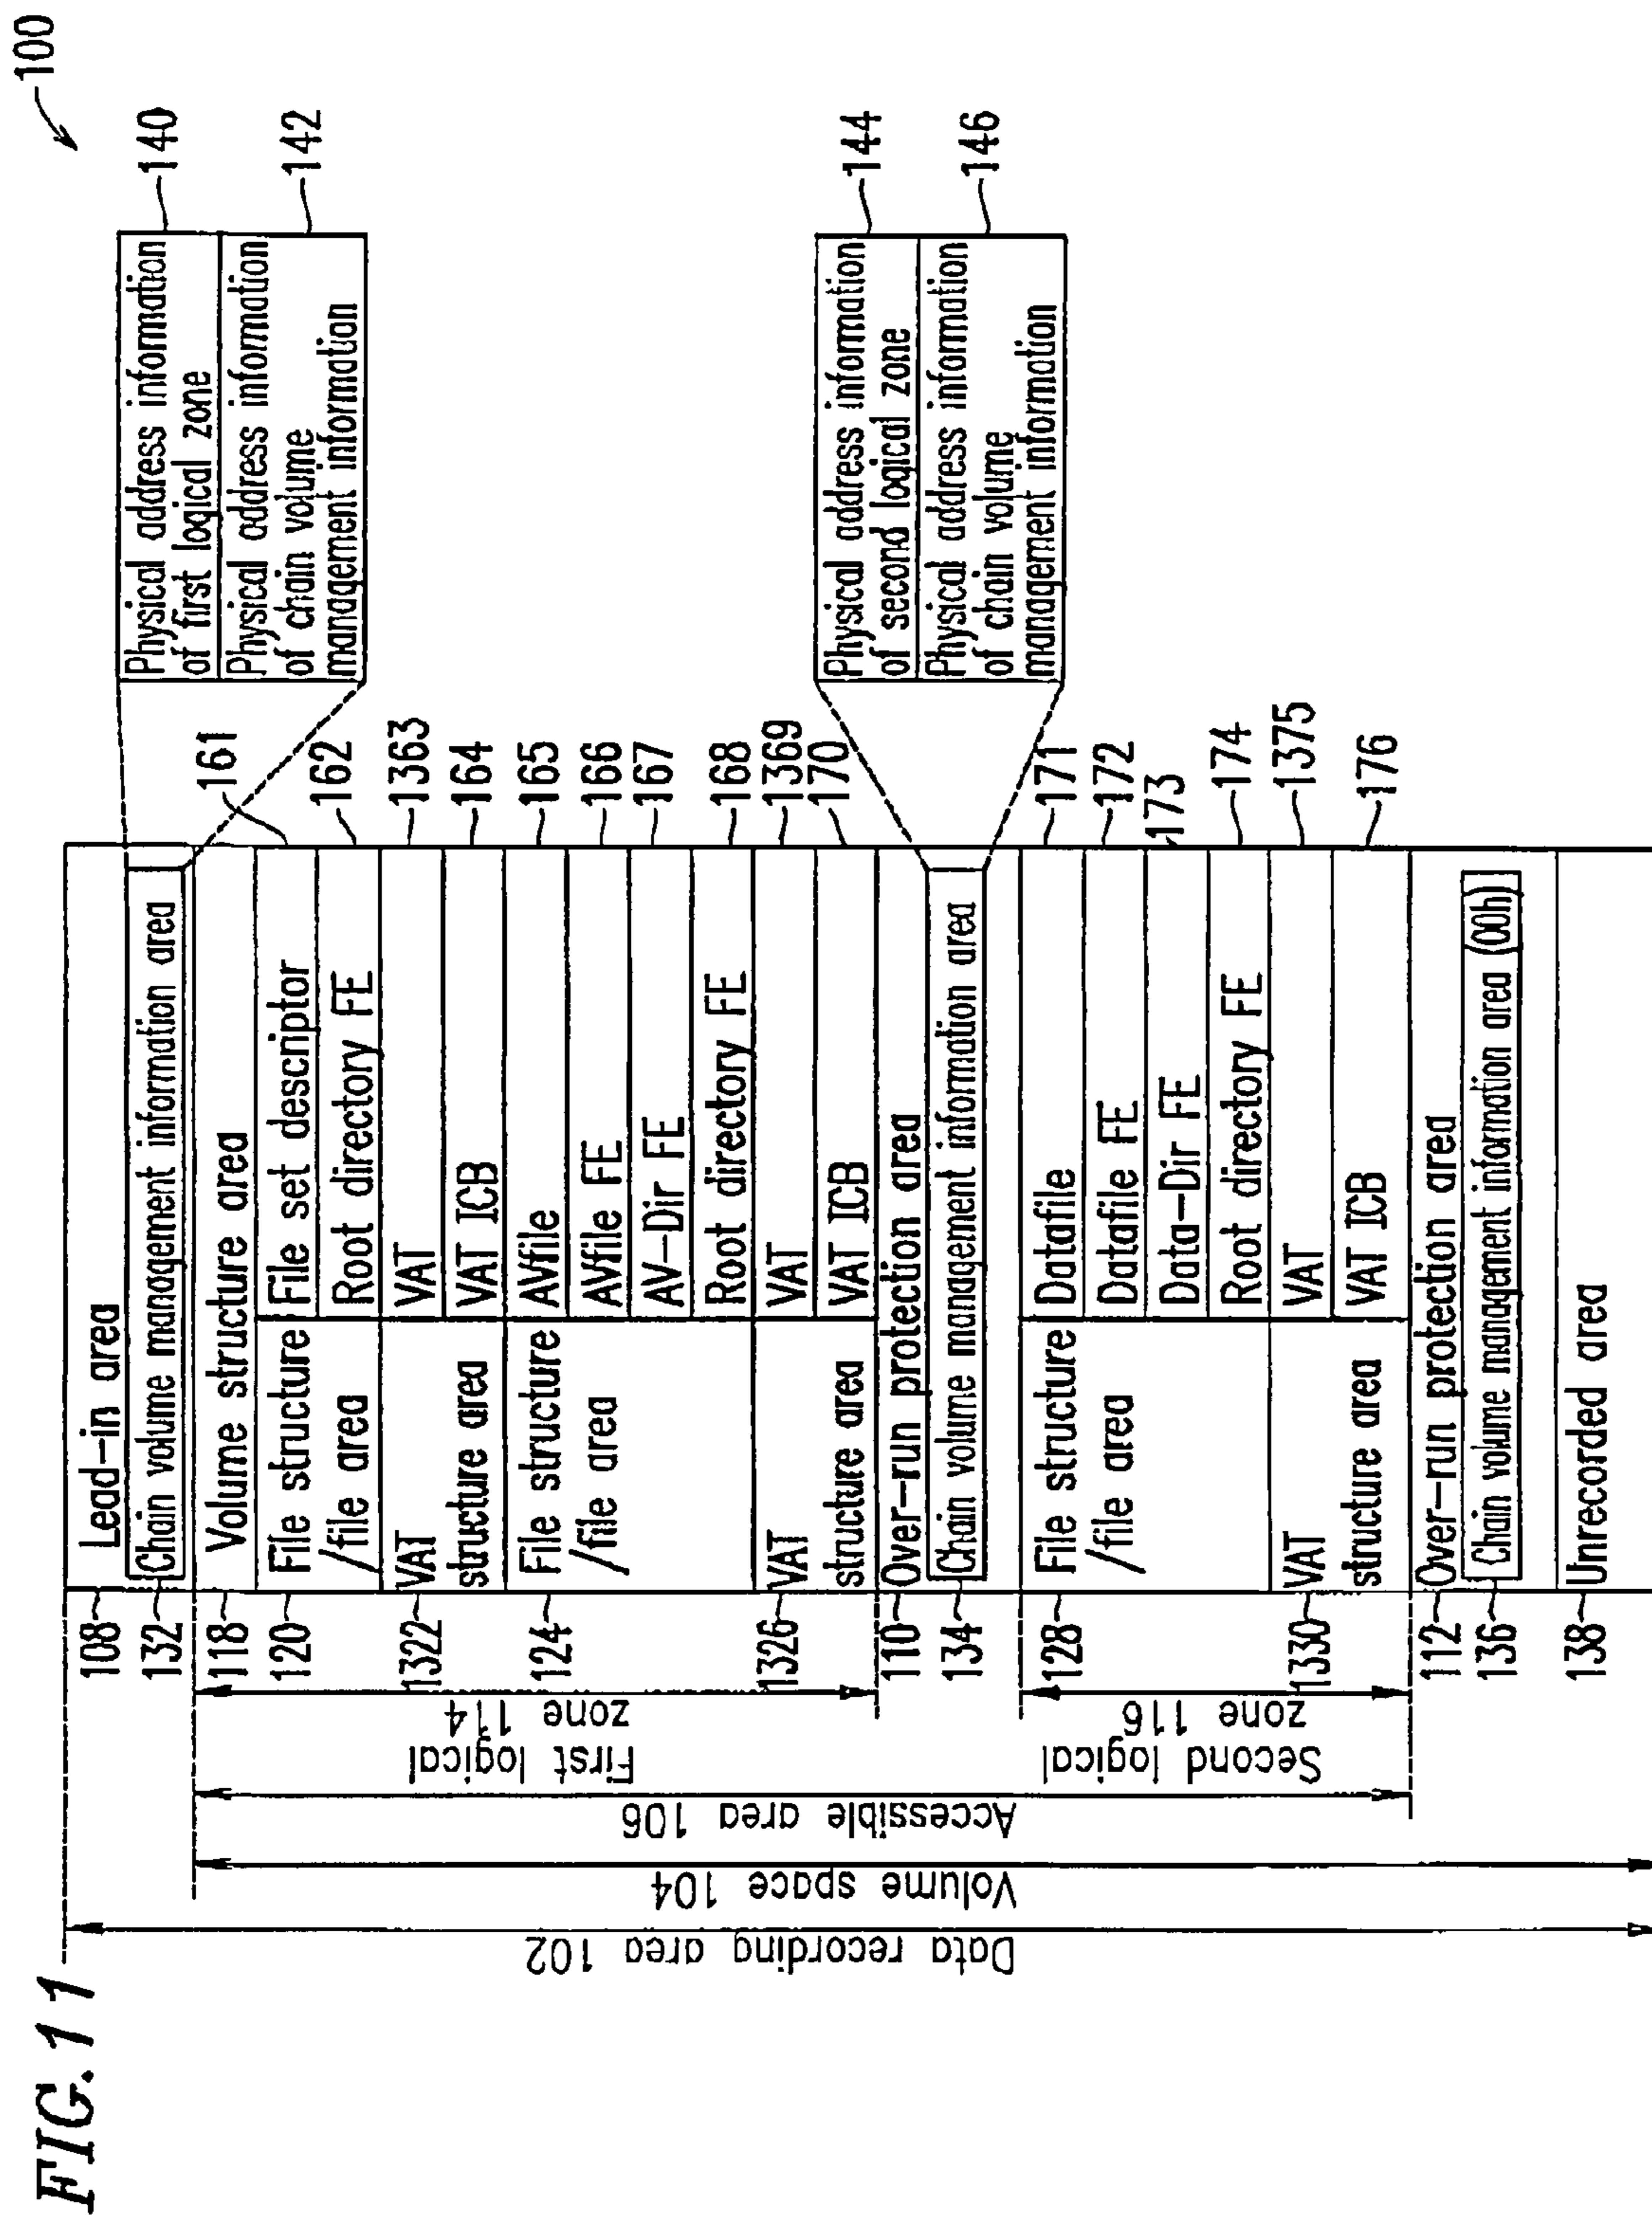 FIG.11
100
Data recording area 102
Volume space 104
Accessible area 106
First logical
zone 114
Second logical
zone 116
108
Lead-in area
132
Chain volume management information area
140
Physical address information
of first logical zone
142
Physical address information
of chain volume
management information
118
Volume structure area
120
File structure
/file area
File set descriptor
161
Root directory FE
162
1322
VAT
structure area
VAT
1363
VAT ICB
164
124
File structure
/file area
AVfile
165
AVfile FE
166
AV-Dir FE
167
Root directory FE
168
1326
VAT
structure area
VAT
1369
VAT ICB
170
110
Over-run protection area
134
Chain volume management information area
144
Physical address information
of second logical zone
146
Physical address information
of chain volume
management information
128
File structure
/file area
Datafile
171
Datafile FE
172
Data-Dir FE
173
Root directory FE
174
1330
VAT
structure area
VAT
1375
VAT ICB
176
112
Over-run protection area
136
Chain volume management information area (00h)
138
Unrecorded area